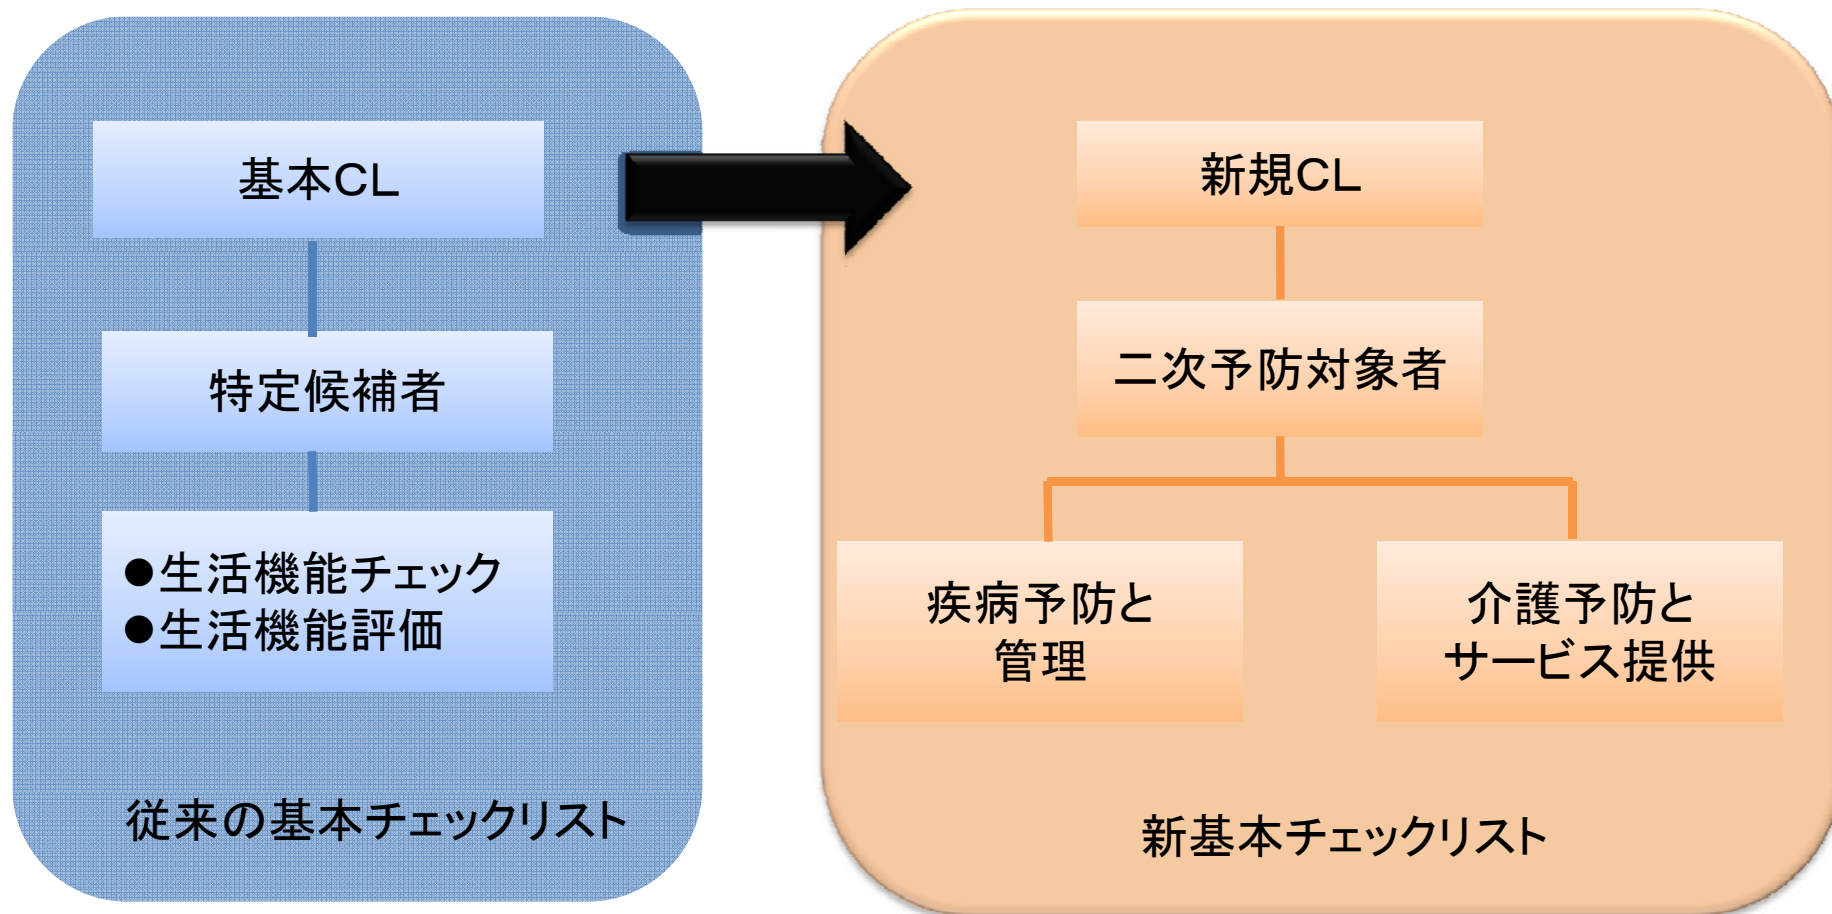 基本CL
特定候補者
●生活機能チェック
●生活機能評価
従来の基本チェックリスト
新規CL
二次予防対象者
疾病予防と
管理
介護予防と
サービス提供
新基本チェックリスト